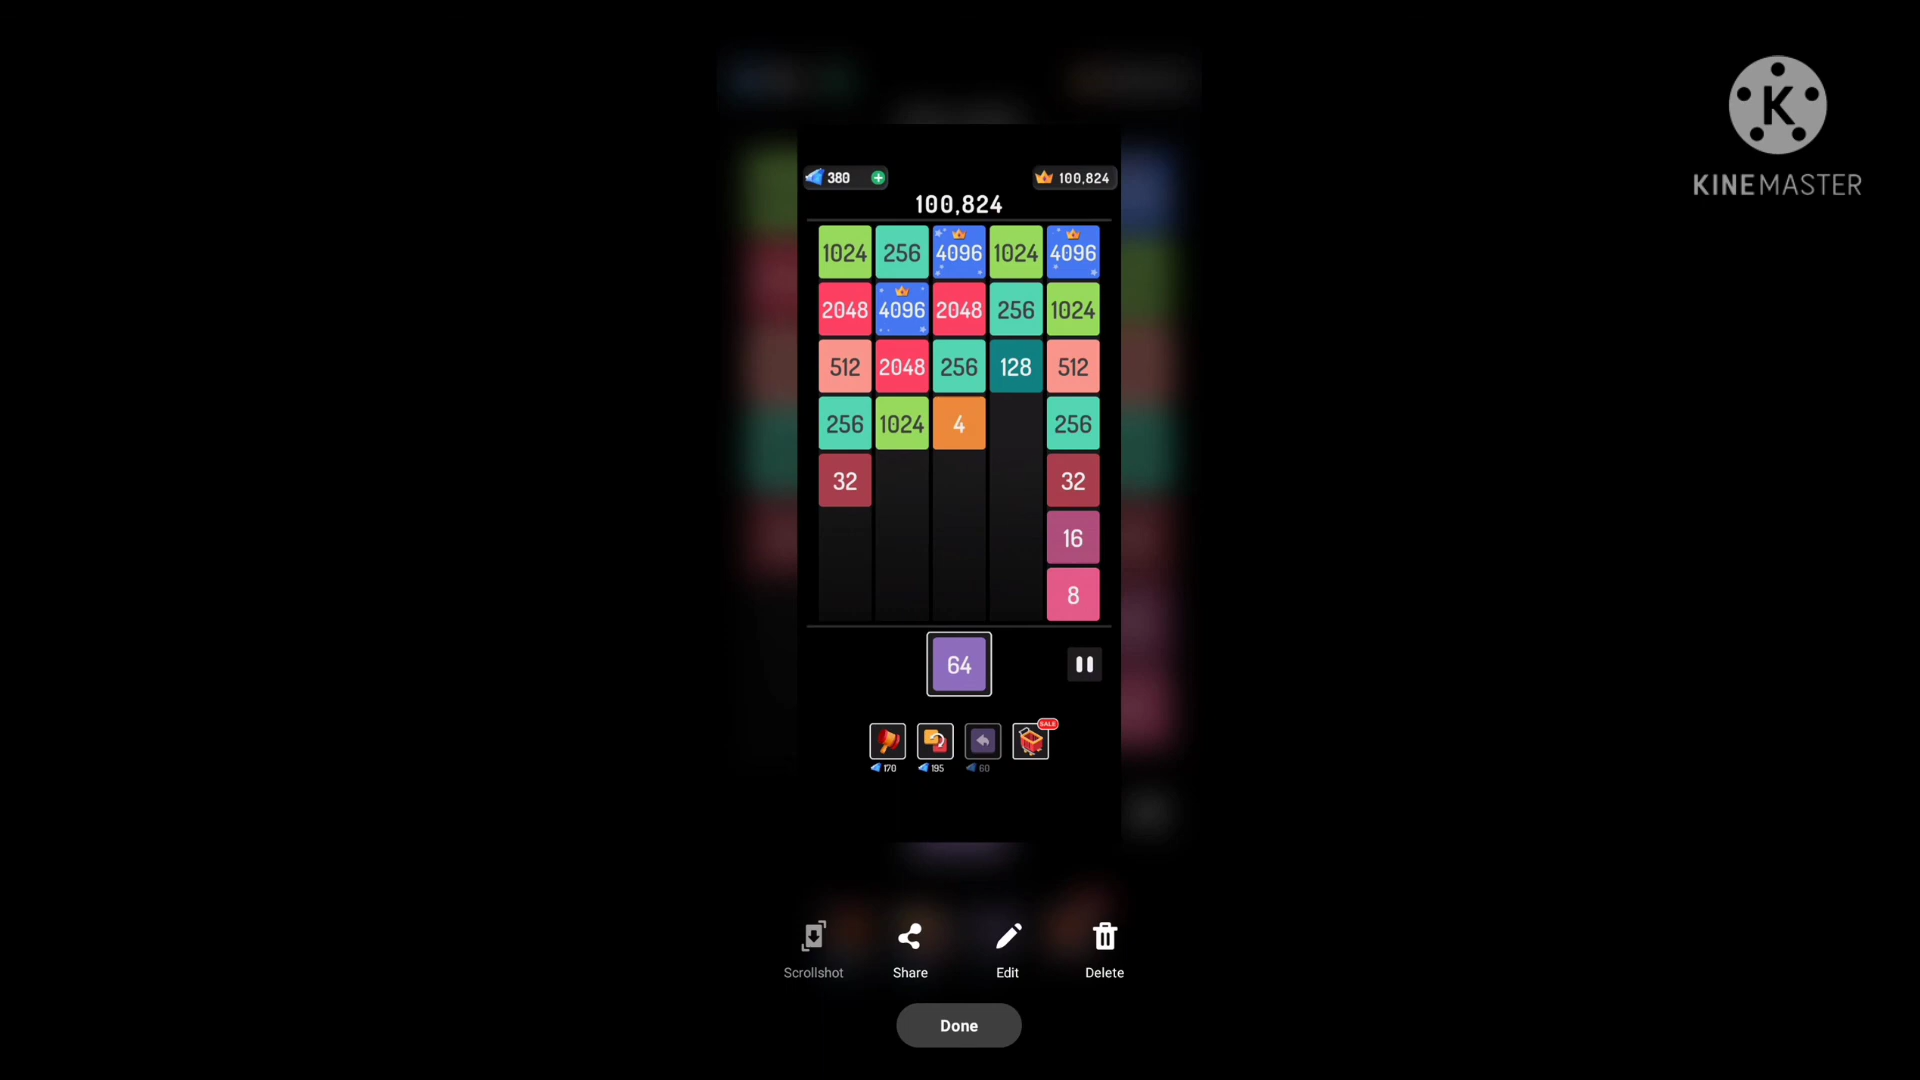 KINEMASTER
380
100,824
100,824
1024 256 4096 1024 4096
2048 4096 2048 256 1024
512 2048 256 128 512
256 1024 4 256
32 32
16
8
64
SALE
170 195 60
Scrollshot Share Edit Delete
Done